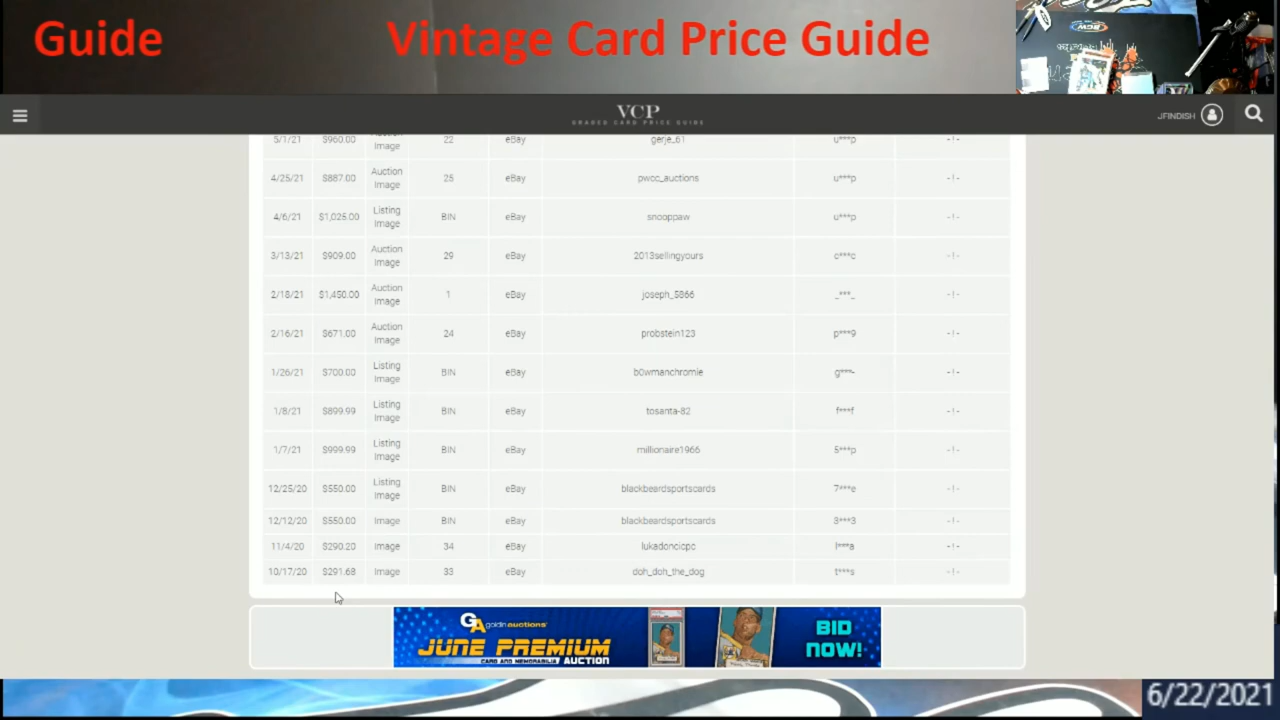 Guide Vintage Card Price Guide
BCW
VCP
GRADED CARD PRICE GUIDE
JFINDISH
5/1/21 $960.00 Auction Image 22 eBay gerje_61 u***p -!-
4/25/21 $887.00 Auction Image 25 eBay pwcc_auctions u***p -!-
4/6/21 $1,025.00 Listing Image BIN eBay snooppaw u***p -!-
3/13/21 $909.00 Auction Image 29 eBay 2013sellingyours c***c -!-
2/18/21 $1,450.00 Auction Image 1 eBay joseph_5866 _***_ -!-
2/16/21 $671.00 Auction Image 24 eBay probstein123 p***9 -!-
1/26/21 $700.00 Listing Image BIN eBay b0wmanchromie g***- -!-
1/8/21 $899.99 Listing Image BIN eBay tosanta-82 f***f -!-
1/7/21 $999.99 Listing Image BIN eBay millionaire1966 5***p -!-
12/25/20 $550.00 Listing Image BIN eBay blackbeardsportscards 7***e -!-
12/12/20 $550.00 Image BIN eBay blackbeardsportscards 3***3 -!-
11/4/20 $290.20 Image 34 eBay lukadoncicpc l***a -!-
10/17/20 $291.68 Image 33 eBay doh_doh_the_dog t***s -!-
GA goldinauctions
JUNE PREMIUM
CARD AND MEMORABILIA AUCTION
BID
NOW!
6/22/2021